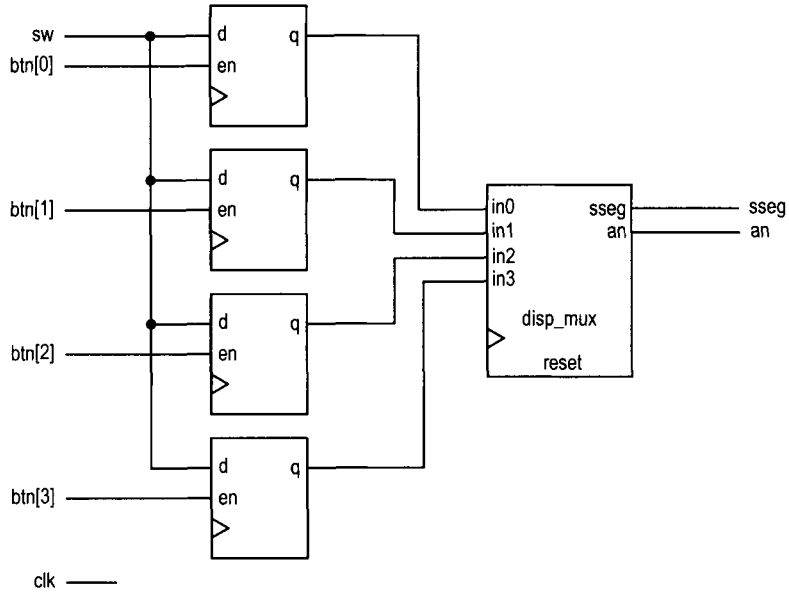 sw
d
q
btn[0]
en
d
q
btn[1]
en
in0
sseg
sseg
in1
an
an
in2
in3
d
q
disp_mux
btn[2]
en
reset
d
q
btn[3]
en
clk